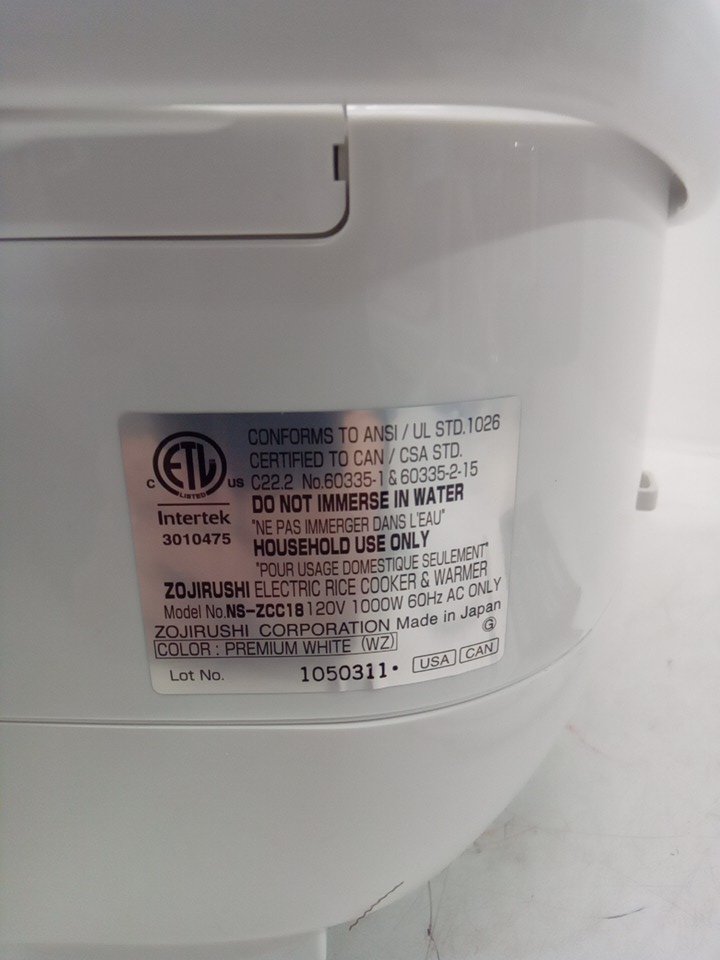 CONFORMS TO ANSI / UL STD.1026
CERTIFIED TO CAN / CSA STD.
C22.2 No.60335-1 & 60335-2-15
C ETL US
LISTED
Intertek
3010475
DO NOT IMMERSE IN WATER
"NE PAS IMMERGER DANS L'EAU"
HOUSEHOLD USE ONLY
"POUR USAGE DOMESTIQUE SEULEMENT"
ZOJIRUSHI ELECTRIC RICE COOKER & WARMER
Model No.NS-ZCC18 120V 1000W 60Hz AC ONLY
ZOJIRUSHI CORPORATION Made in Japan
G
COLOR : PREMIUM WHITE (WZ)
Lot No. 1050311• USA CAN